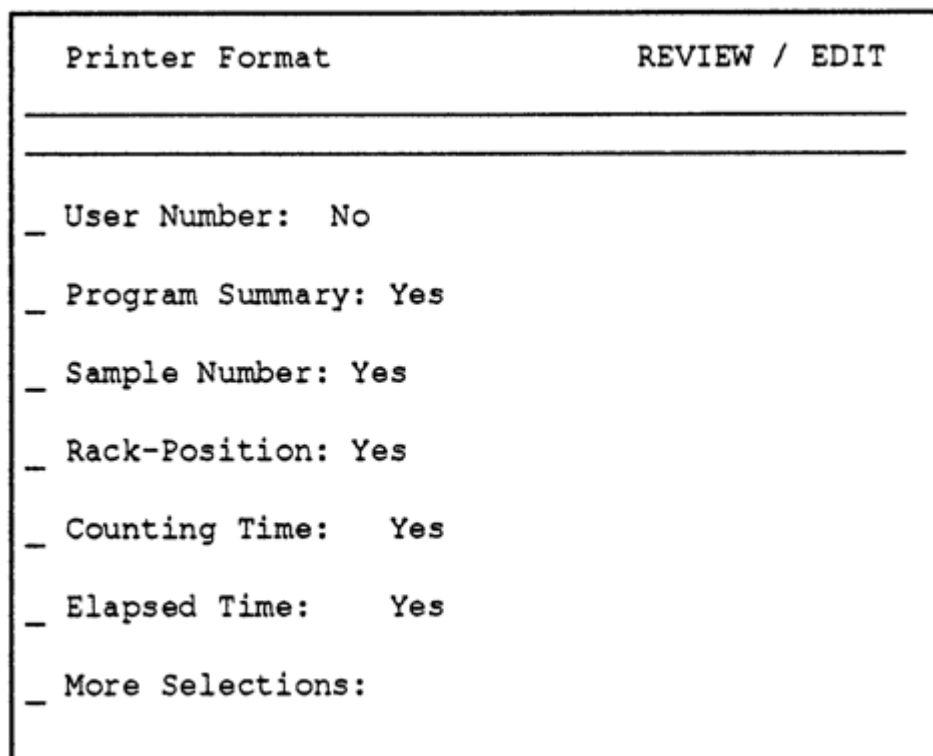 Printer Format REVIEW / EDIT
_ User Number: No
_ Program Summary: Yes
_ Sample Number: Yes
_ Rack-Position: Yes
_ Counting Time: Yes
_ Elapsed Time: Yes
_ More Selections: